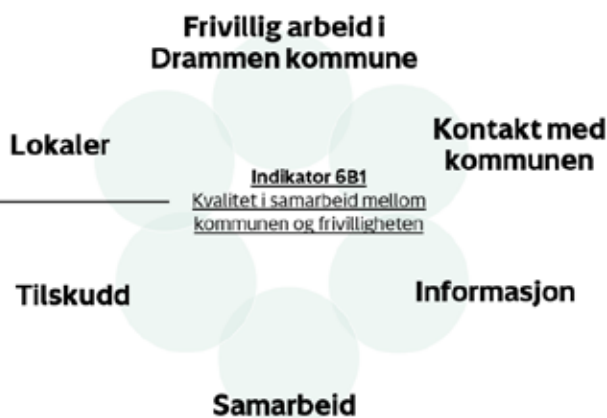 Frivillig arbeid i
Drammen kommune
Lokaler
Kontakt med
kommunen
Indikator 6B1
Kvalitet i samarbeid mellom
kommunen og frivilligheten
Tilskudd
Informasjon
Samarbeid